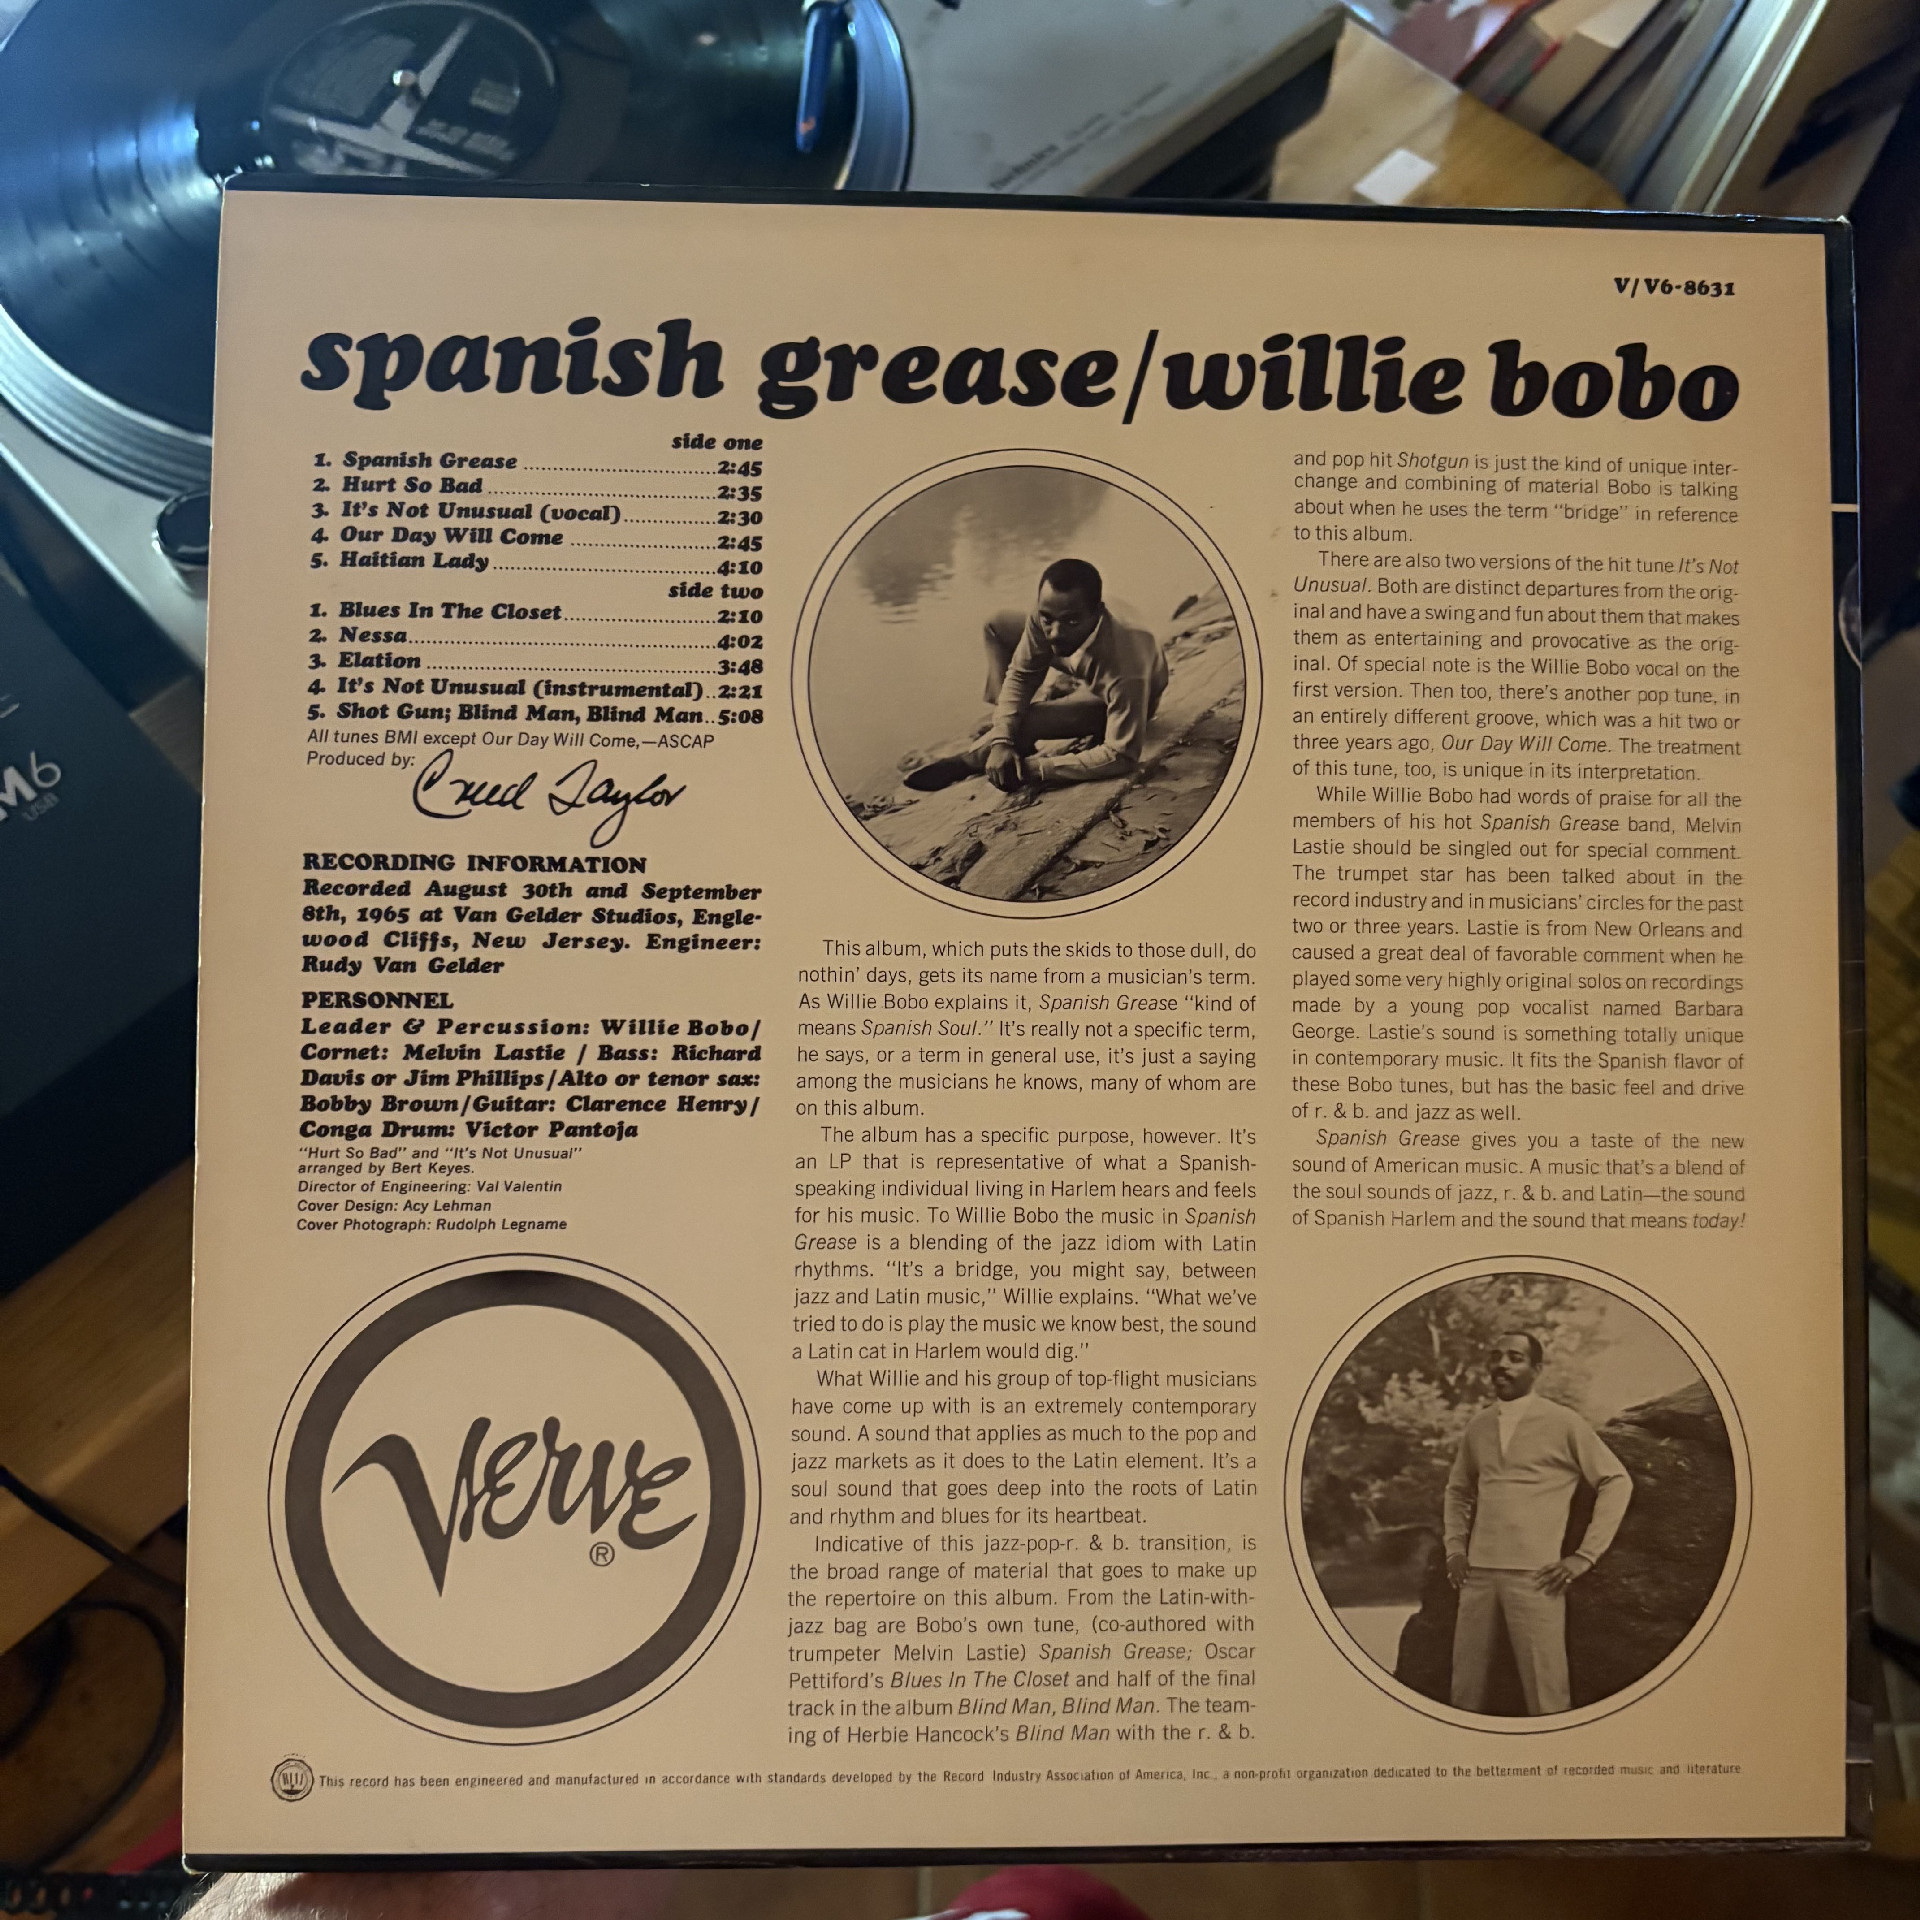 V/V6-8631
spanish grease/willie bobo
side one
1. Spanish Grease ........ 2:45
2. Hurt So Bad ........ 2:35
3. It's Not Unusual (vocal) ........ 2:30
4. Our Day Will Come ........ 2:45
5. Haitian Lady ........ 4:10
side two
1. Blues In The Closet ........ 2:10
2. Nessa ........ 4:02
3. Elation ........ 3:48
4. It's Not Unusual (instrumental) .. 2:21
5. Shot Gun; Blind Man, Blind Man .. 5:08
All tunes BMI except Our Day Will Come,—ASCAP
Produced by:
Creed Taylor
RECORDING INFORMATION
Recorded August 30th and September
8th, 1965 at Van Gelder Studios, Engle-
wood Cliffs, New Jersey. Engineer:
Rudy Van Gelder
PERSONNEL
Leader & Percussion: Willie Bobo/
Cornet: Melvin Lastie / Bass: Richard
Davis or Jim Phillips/Alto or tenor sax:
Bobby Brown/Guitar: Clarence Henry/
Conga Drum: Victor Pantoja
"Hurt So Bad" and "It's Not Unusual"
arranged by Bert Keyes.
Director of Engineering: Val Valentin
Cover Design: Acy Lehman
Cover Photograph: Rudolph Legname
Verve
®
This album, which puts the skids to those dull, do
nothin' days, gets its name from a musician's term.
As Willie Bobo explains it, Spanish Grease "kind of
means Spanish Soul." It's really not a specific term,
he says, or a term in general use, it's just a saying
among the musicians he knows, many of whom are
on this album.
The album has a specific purpose, however. It's
an LP that is representative of what a Spanish-
speaking individual living in Harlem hears and feels
for his music. To Willie Bobo the music in Spanish
Grease is a blending of the jazz idiom with Latin
rhythms. "It's a bridge, you might say, between
jazz and Latin music," Willie explains. "What we've
tried to do is play the music we know best, the sound
a Latin cat in Harlem would dig."
What Willie and his group of top-flight musicians
have come up with is an extremely contemporary
sound. A sound that applies as much to the pop and
jazz markets as it does to the Latin element. It's a
soul sound that goes deep into the roots of Latin
and rhythm and blues for its heartbeat.
Indicative of this jazz-pop-r. & b. transition, is
the broad range of material that goes to make up
the repertoire on this album. From the Latin-with-
jazz bag are Bobo's own tune, (co-authored with
trumpeter Melvin Lastie) Spanish Grease; Oscar
Pettiford's Blues In The Closet and half of the final
track in the album Blind Man, Blind Man. The team-
ing of Herbie Hancock's Blind Man with the r. & b.
and pop hit Shotgun is just the kind of unique inter-
change and combining of material Bobo is talking
about when he uses the term "bridge" in reference
to this album.
There are also two versions of the hit tune It's Not
Unusual. Both are distinct departures from the orig-
inal and have a swing and fun about them that makes
them as entertaining and provocative as the orig-
inal. Of special note is the Willie Bobo vocal on the
first version. Then too, there's another pop tune, in
an entirely different groove, which was a hit two or
three years ago, Our Day Will Come. The treatment
of this tune, too, is unique in its interpretation.
While Willie Bobo had words of praise for all the
members of his hot Spanish Grease band, Melvin
Lastie should be singled out for special comment.
The trumpet star has been talked about in the
record industry and in musicians' circles for the past
two or three years. Lastie is from New Orleans and
caused a great deal of favorable comment when he
played some very highly original solos on recordings
made by a young pop vocalist named Barbara
George. Lastie's sound is something totally unique
in contemporary music. It fits the Spanish flavor of
these Bobo tunes, but has the basic feel and drive
of r. & b. and jazz as well.
Spanish Grease gives you a taste of the new
sound of American music. A music that's a blend of
the soul sounds of jazz, r. & b. and Latin—the sound
of Spanish Harlem and the sound that means today!
This record has been engineered and manufactured in accordance with standards developed by the Record Industry Association of America, Inc., a non-profit organization dedicated to the betterment of recorded music and literature.
M6
USB
Technics